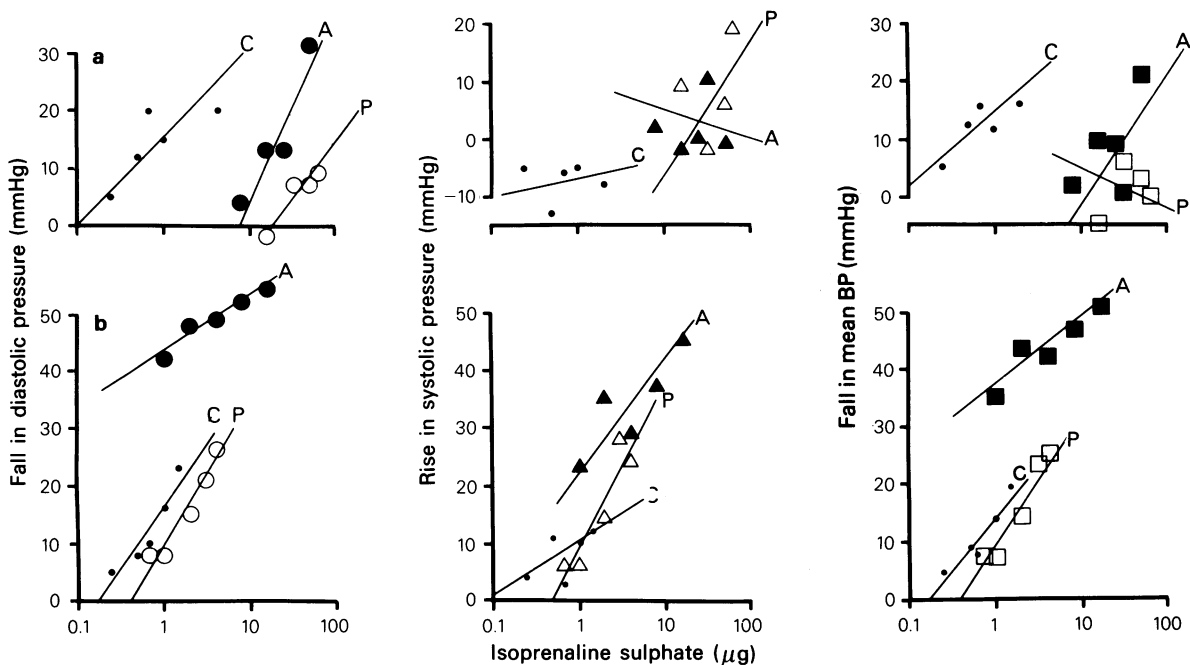 a
Fall in diastolic pressure (mmHg)
30
20
10
0
C
A
P
Rise in systolic pressure (mmHg)
20
10
0
−10
C
P
A
Fall in mean BP (mmHg)
30
20
10
0
C
A
P
b
50
40
30
20
10
0
A
C
P
0.1
1
10
100
50
40
30
20
10
0
A
P
C
0.1
1
10
100
50
40
30
20
10
0
A
P
C
0.1
1
10
100
Isoprenaline sulphate (μg)